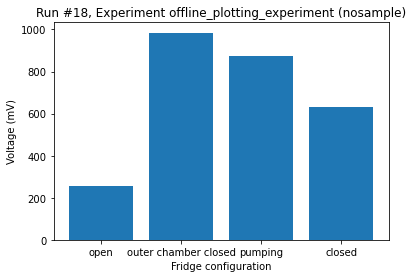 Run #18, Experiment offline_plotting_experiment (nosample)
1000
800
600
400
200
0
Voltage (mV)
open outer chamber closed pumping closed
Fridge configuration